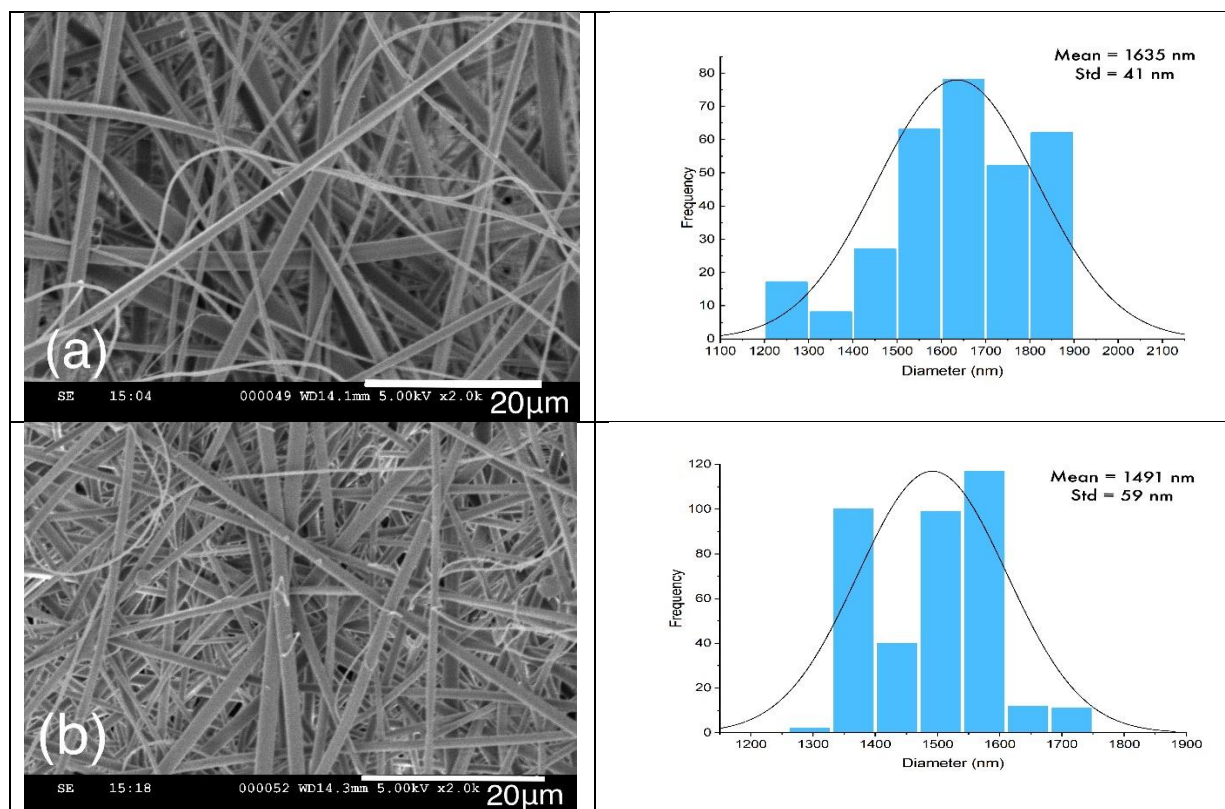 (a)
SE 15:04 000049 WD14.1mm 5.00kV x2.0k 20µm
Mean = 1635 nm
Std = 41 nm
80
70
60
50
40
30
20
10
0
Frequency
1100 1200 1300 1400 1500 1600 1700 1800 1900 2000 2100
Diameter (nm)
(b)
SE 15:18 000052 WD14.3mm 5.00kV x2.0k 20µm
Mean = 1491 nm
Std = 59 nm
120
100
80
60
40
20
0
Frequency
1200 1300 1400 1500 1600 1700 1800 1900
Diameter (nm)